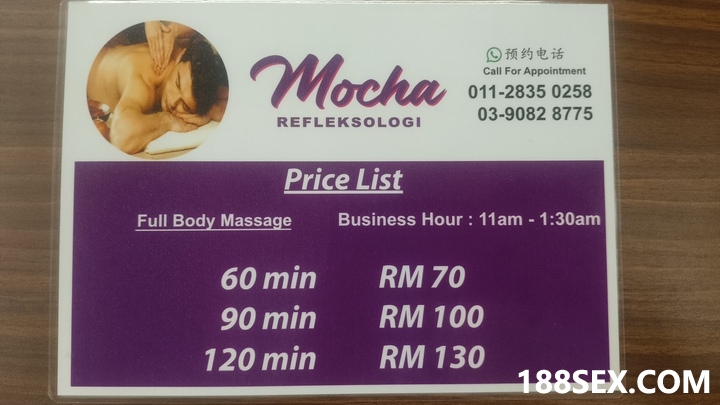 Mocha
REFLEKSOLOGI
预约电话
Call For Appointment
011-2835 0258
03-9082 8775
Price List
Full Body Massage
Business Hour : 11am - 1:30am
60 min RM 70
90 min RM 100
120 min RM 130
188SEX.COM